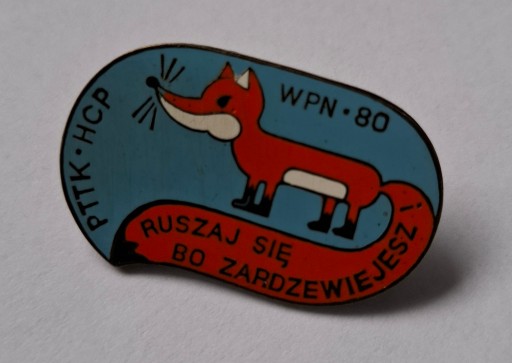 PTTK · HCP
WPN · 80
RUSZAJ SIĘ
BO ZARDZEWIEJESZ!